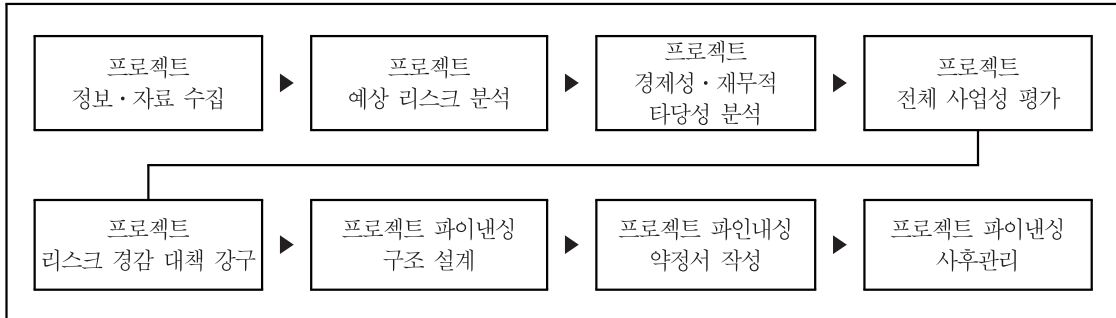 프로젝트
정보·자료 수집
프로젝트
예상 리스크 분석
프로젝트
경제성·재무적
타당성 분석
프로젝트
전체 사업성 평가
프로젝트
리스크 경감 대책 강구
프로젝트 파이낸싱
구조 설계
프로젝트 파인내싱
약정서 작성
프로젝트 파이낸싱
사후관리